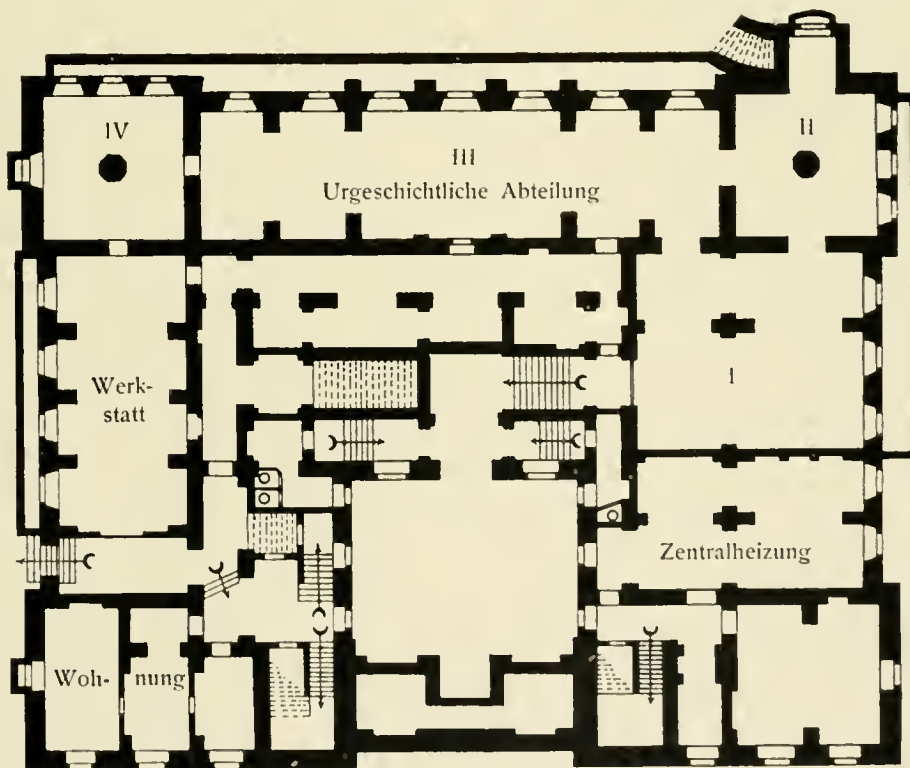 IV
II
III
Urgeschichtliche Abteilung
Werk-
statt
I
Zentralheizung
Woh-
nung